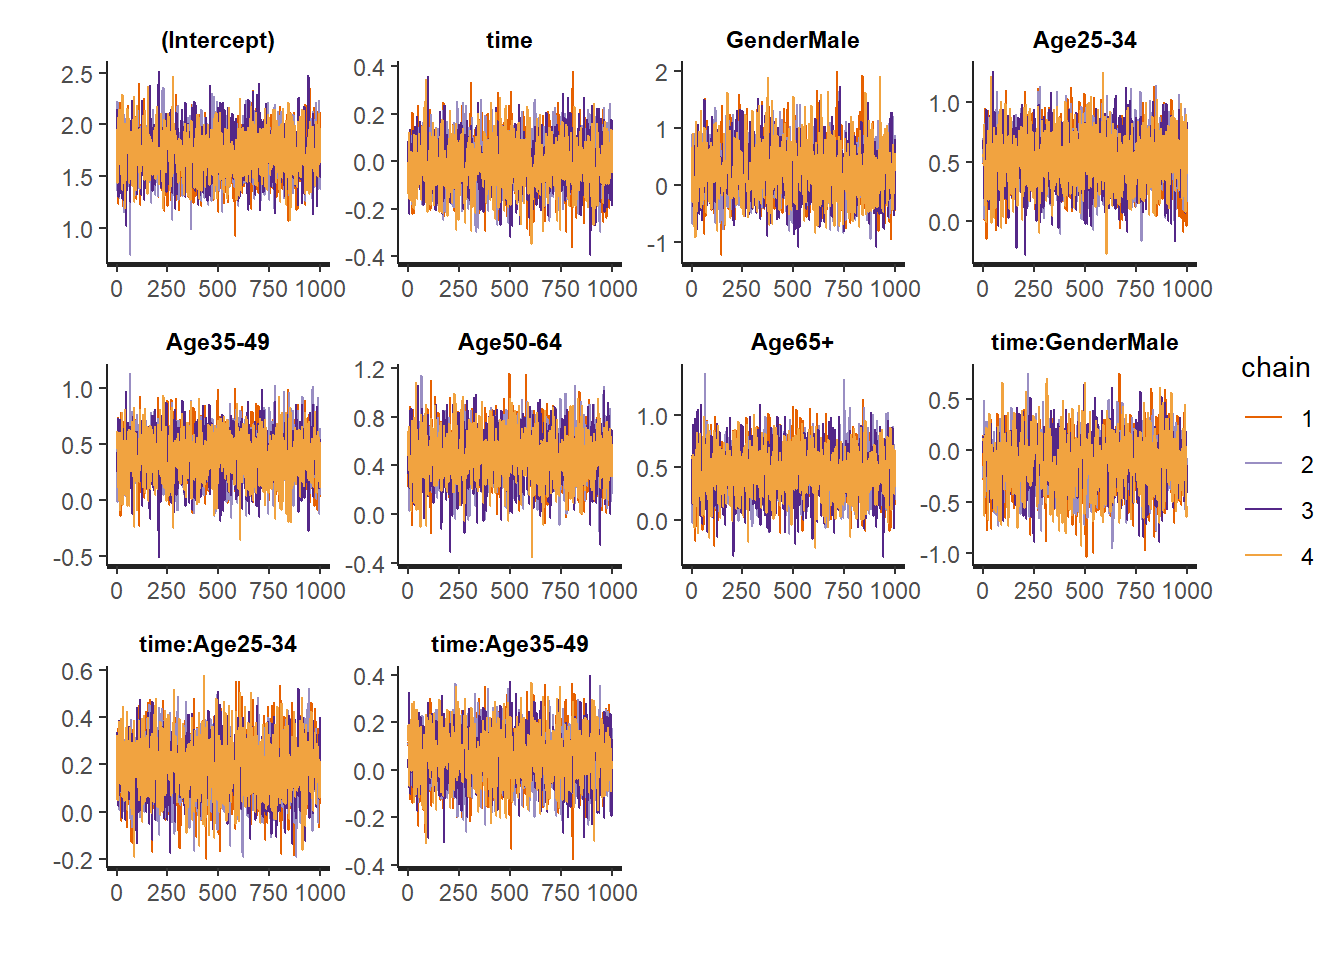 (Intercept) time GenderMale Age25-34
2.5 2.0 1.5 1.0
0.4 0.2 0.0 -0.2 -0.4
2 1 0 -1
1.0 0.5 0.0
0 250 500 750 1000 0 250 500 750 1000 0 250 500 750 1000 0 250 500 750 1000
Age35-49 Age50-64 Age65+ time:GenderMale
1.0 0.5 0.0 -0.5
1.2 0.8 0.4 0.0 -0.4
1.0 0.5 0.0
0.5 0.0 -0.5 -1.0
0 250 500 750 1000 0 250 500 750 1000 0 250 500 750 1000 0 250 500 750 1000
time:Age25-34 time:Age35-49
0.6 0.4 0.2 0.0 -0.2
0.4 0.2 0.0 -0.2 -0.4
0 250 500 750 1000 0 250 500 750 1000
chain
1
2
3
4